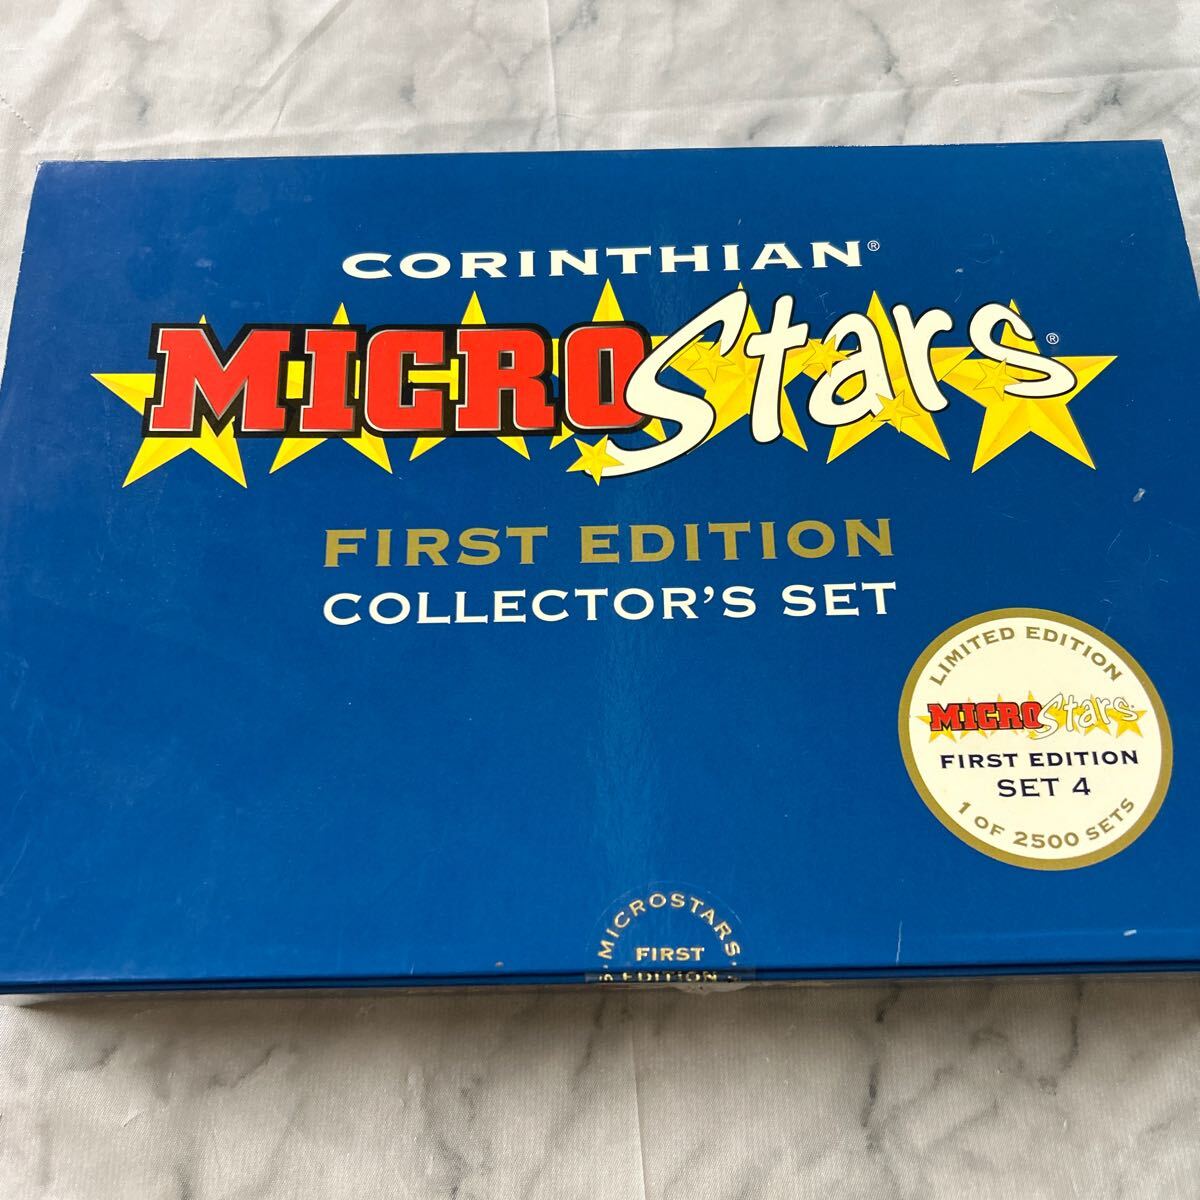 CORINTHIAN®
MICROStars®
FIRST EDITION
COLLECTOR'S SET
LIMITED EDITION
MICROStars
FIRST EDITION
SET 4
1 OF 2500 SETS
· MICROSTARS ·
FIRST
EDITION